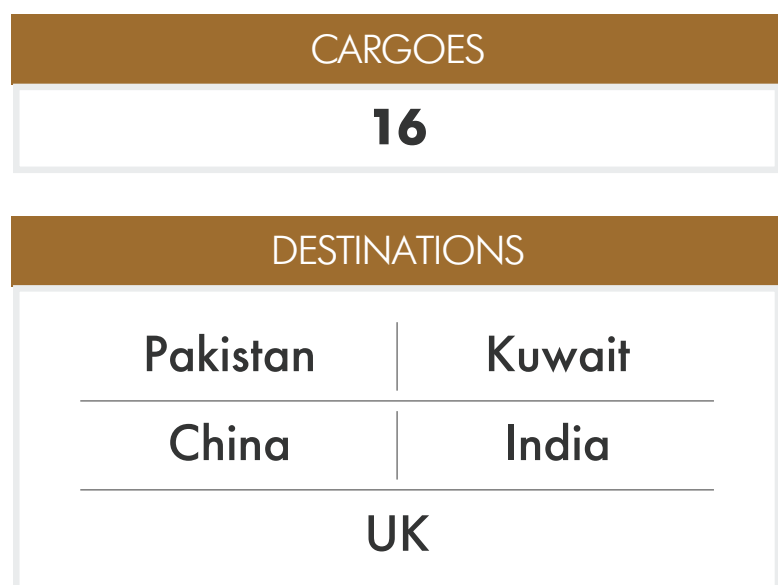 CARGOES
16
DESTINATIONS
Pakistan Kuwait
China India
UK